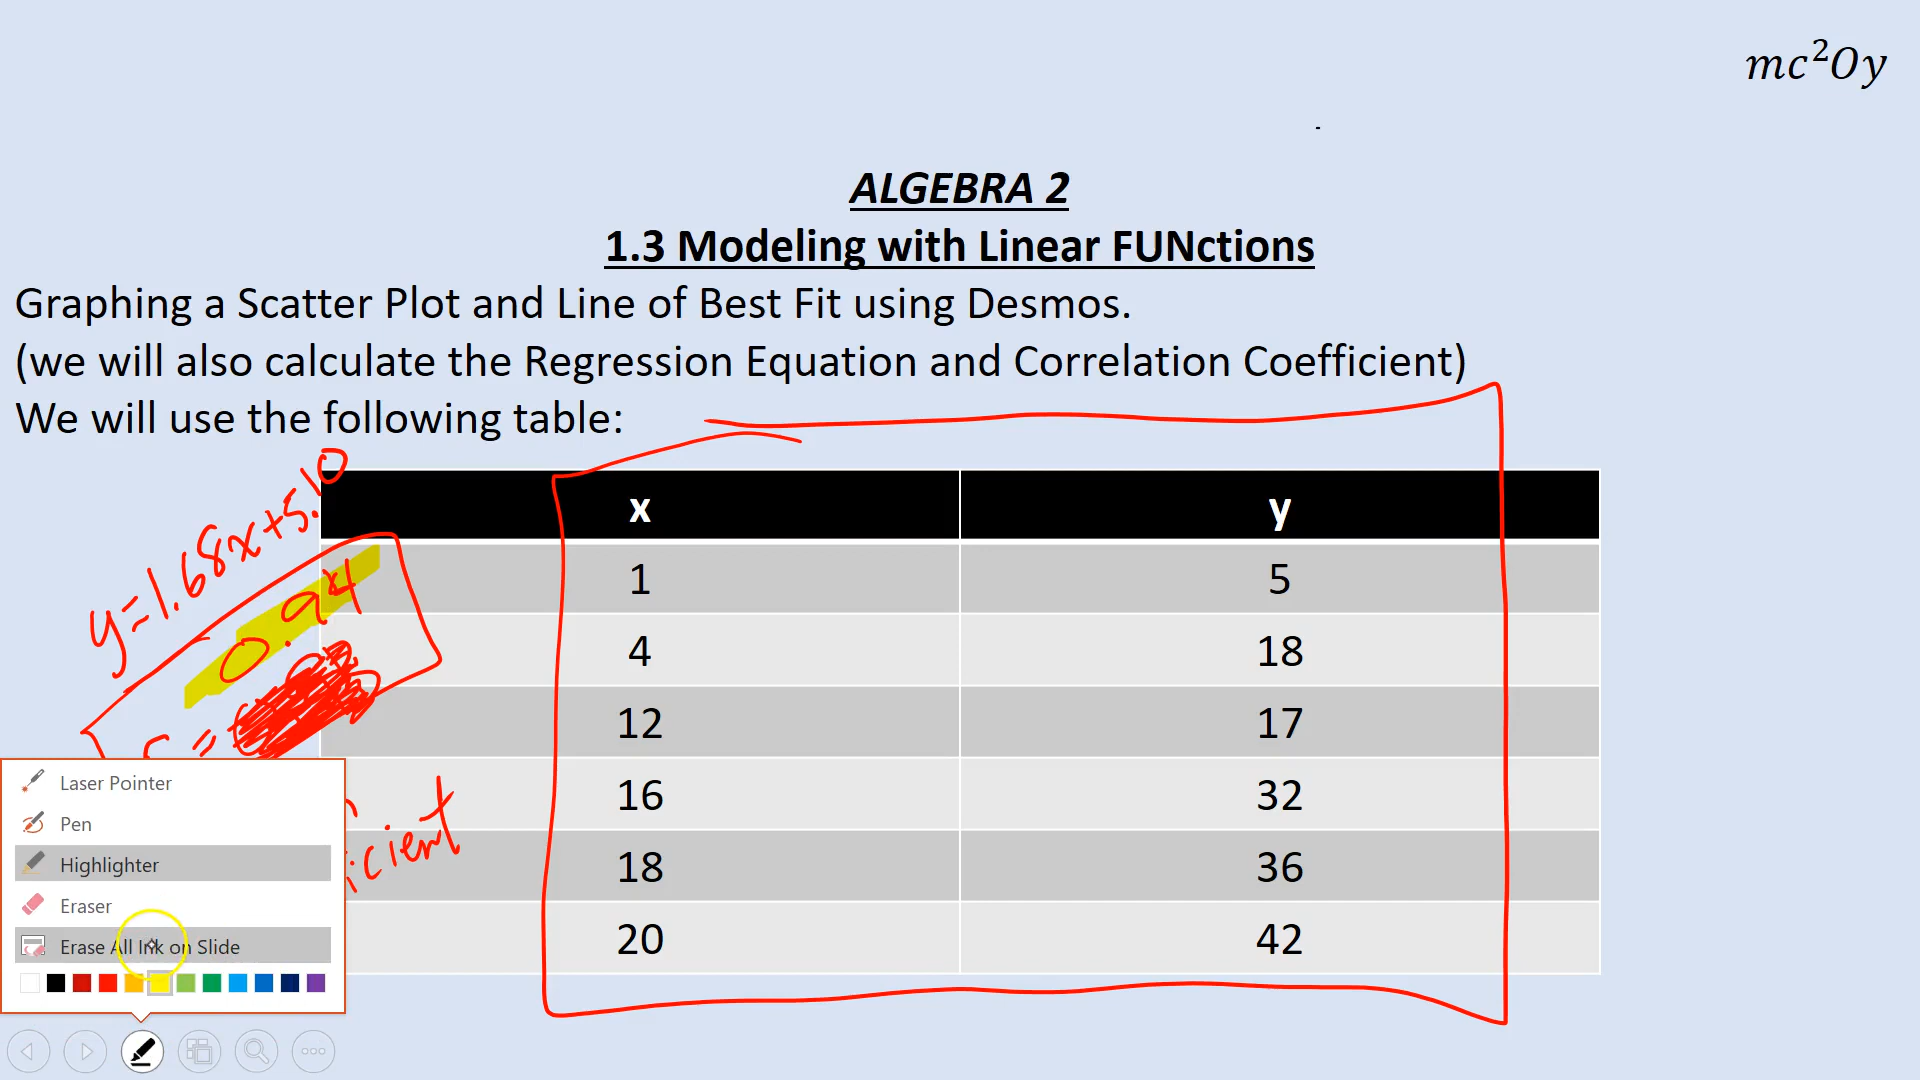 mc²Oy
ALGEBRA 2
1.3 Modeling with Linear FUNctions
Graphing a Scatter Plot and Line of Best Fit using Desmos.
(we will also calculate the Regression Equation and Correlation Coefficient)
We will use the following table:
y=1.68x+5.10
x y
1 5
4 18
12 17
16 32
18 36
20 42
r =
icient
Laser Pointer
Pen
Highlighter
Eraser
Erase All Ink on Slide